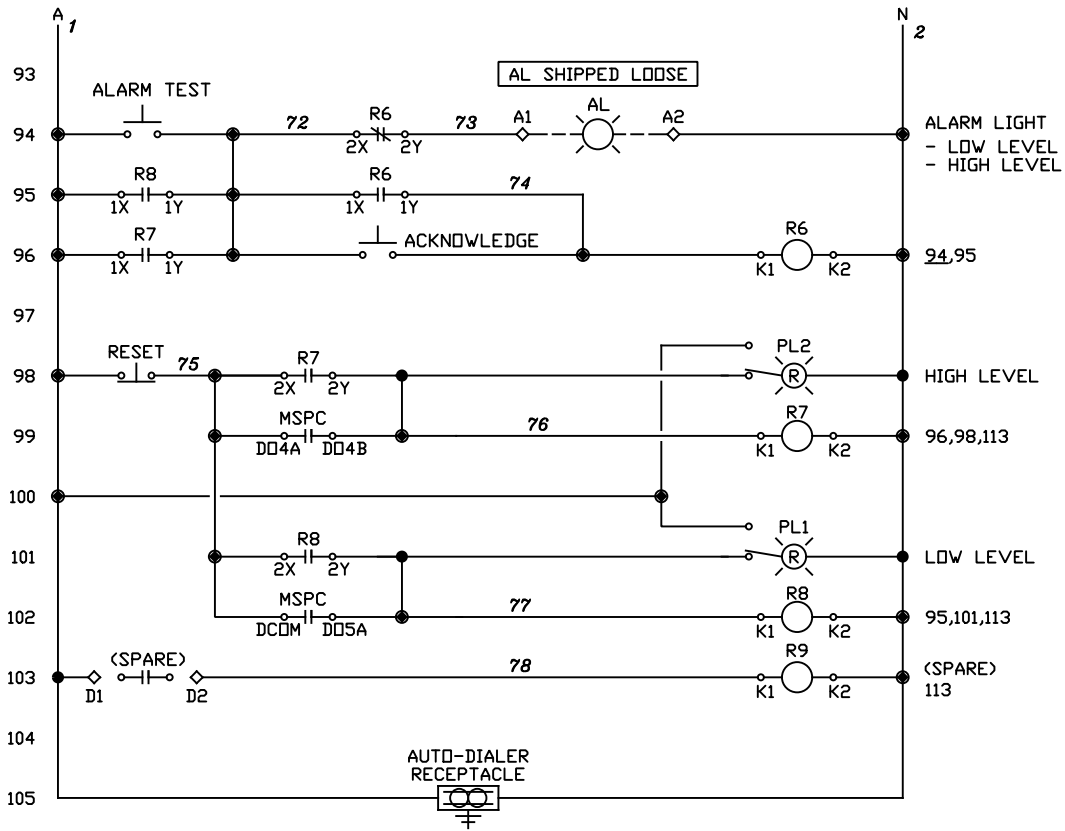 A
1
N
2
93
AL SHIPPED LOOSE
ALARM TEST
94
72
R6
2X
2Y
73
A1
AL
A2
ALARM LIGHT
- LOW LEVEL
- HIGH LEVEL
95
R8
1X
1Y
R6
1X
1Y
74
96
R7
1X
1Y
ACKNOWLEDGE
R6
K1
K2
94,95
97
98
RESET
75
R7
2X
2Y
PL2
R
HIGH LEVEL
99
MSPC
DO4A
DO4B
76
R7
K1
K2
96,98,113
100
101
R8
2X
2Y
PL1
R
LOW LEVEL
102
MSPC
DCOM
DO5A
77
R8
K1
K2
95,101,113
103
D1
(SPARE)
D2
78
R9
K1
K2
(SPARE)
113
104
AUTO-DIALER
RECEPTACLE
105